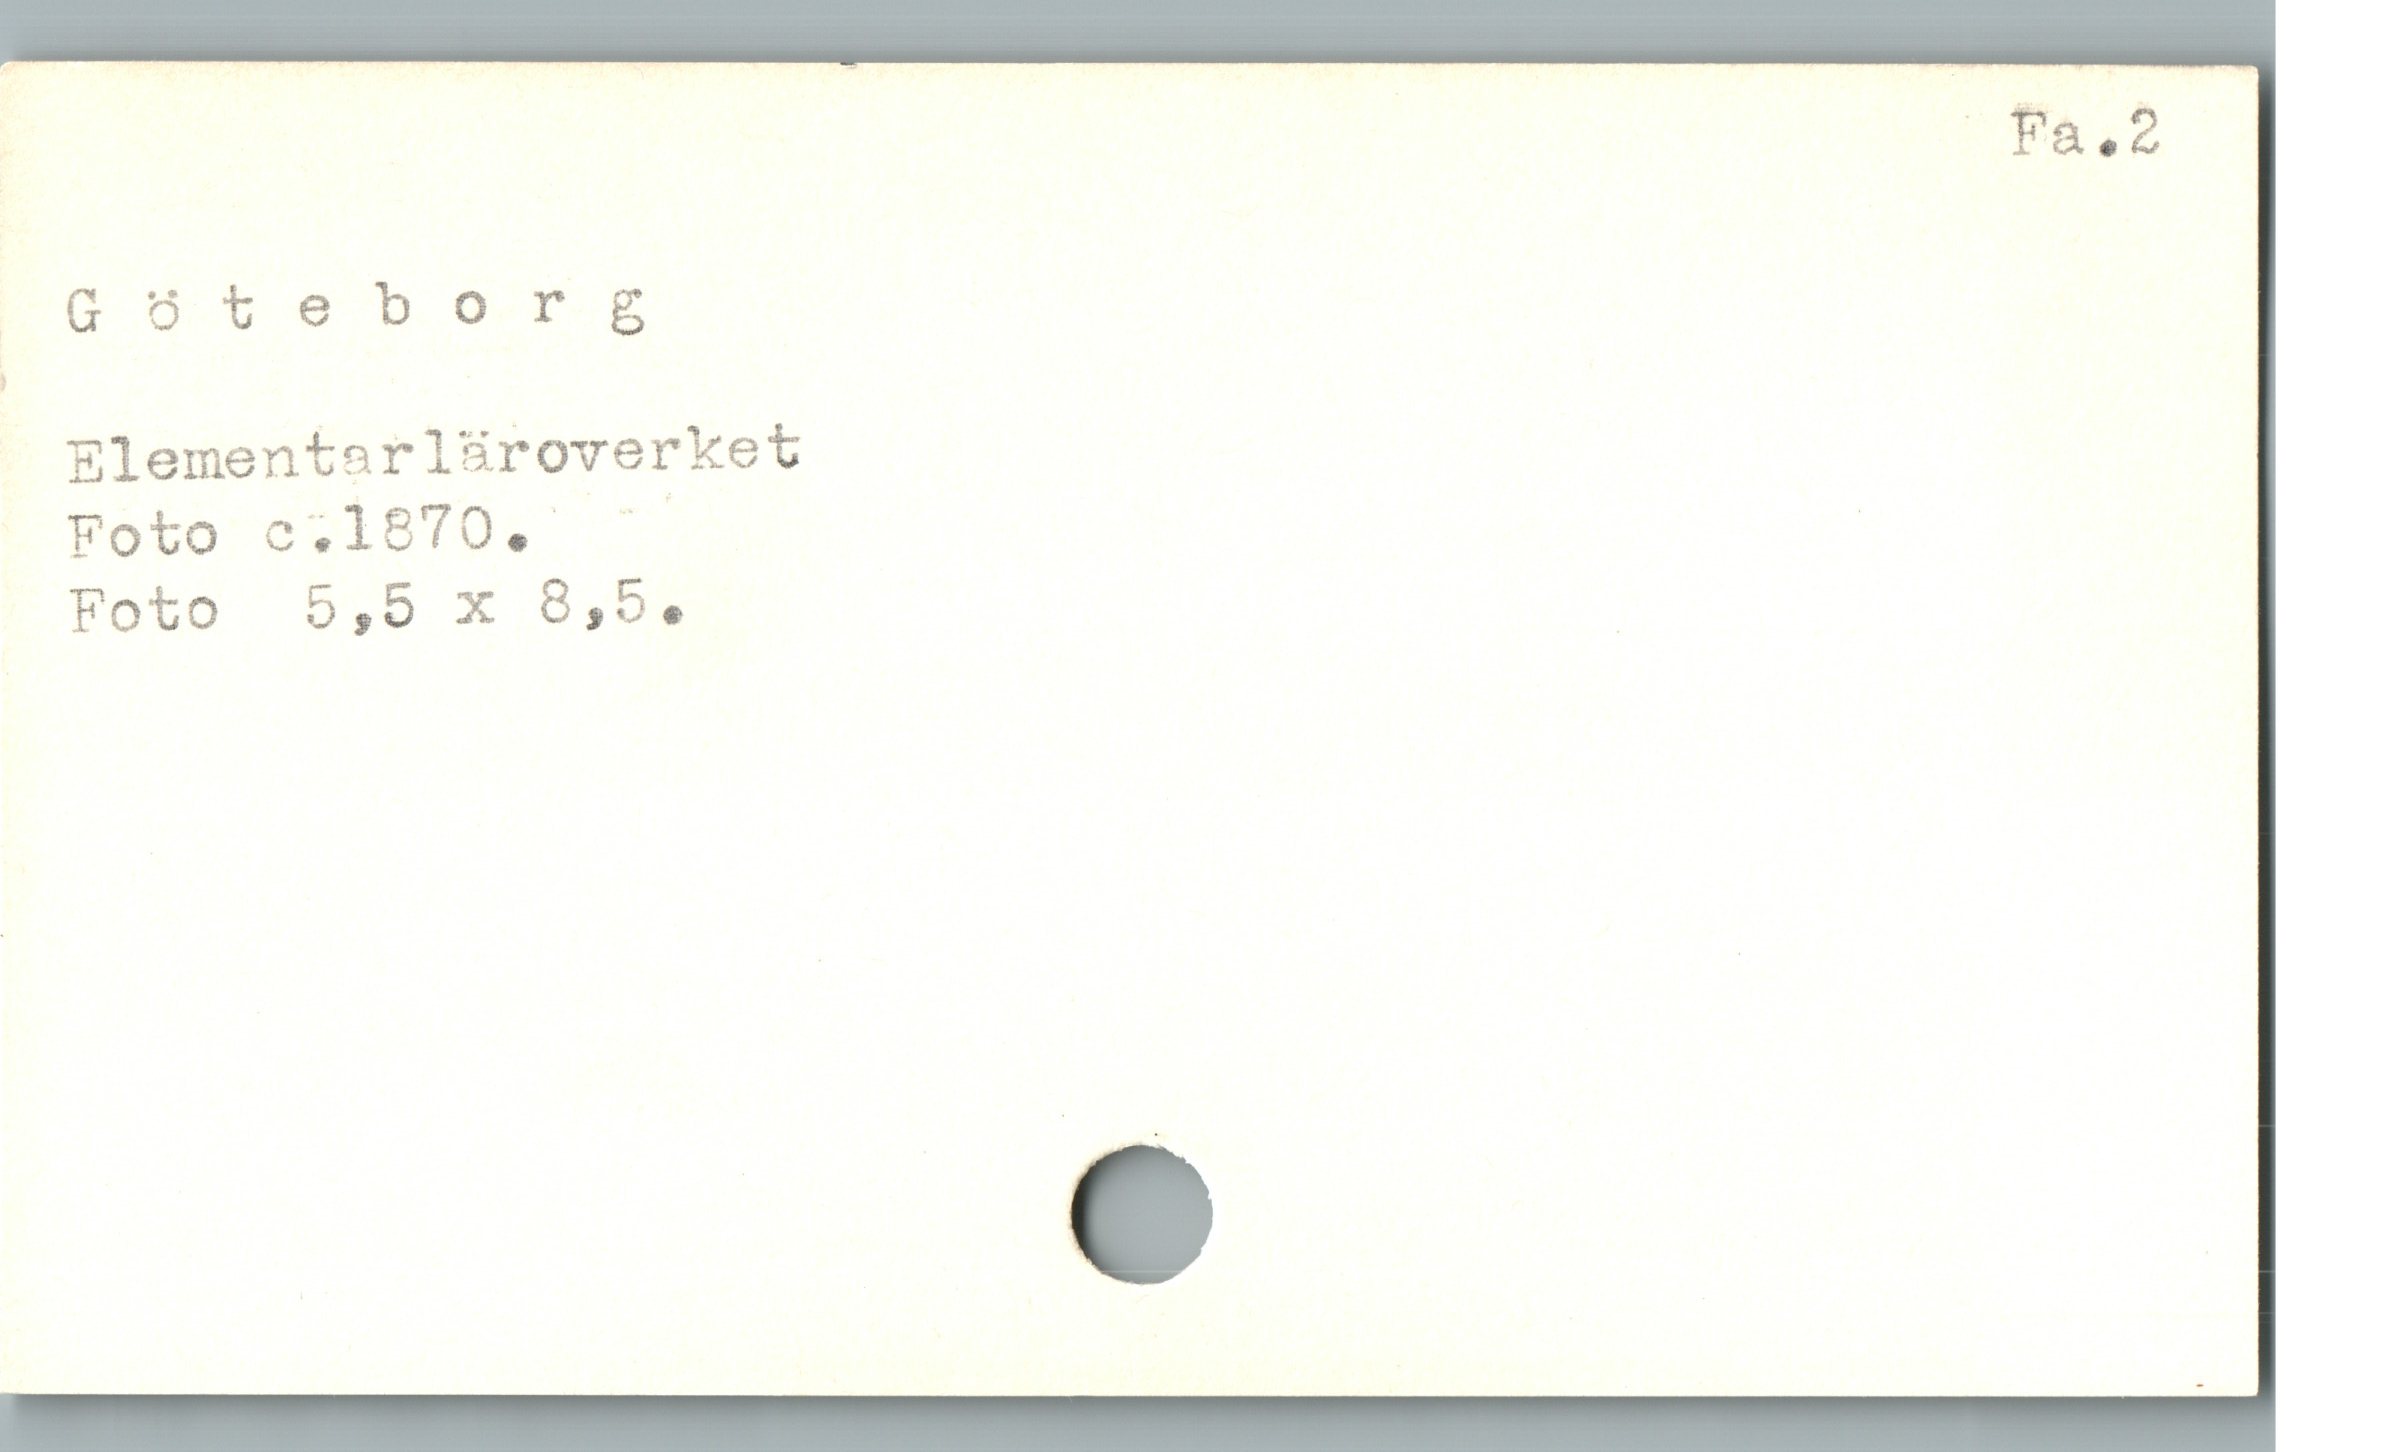 Fa.2
G ö t e b o r g
Elementarläroverket
Foto c.1870.
Foto  5,5 x 8,5.